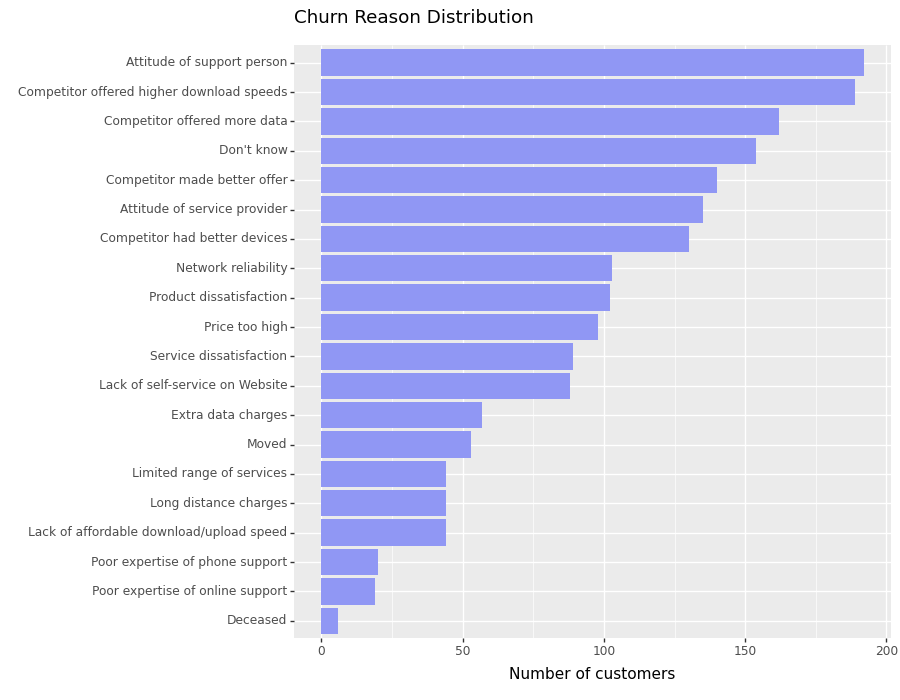 Churn Reason Distribution
Attitude of support person
Competitor offered higher download speeds
Competitor offered more data
Don't know
Competitor made better offer
Attitude of service provider
Competitor had better devices
Network reliability
Product dissatisfaction
Price too high
Service dissatisfaction
Lack of self-service on Website
Extra data charges
Moved
Limited range of services
Long distance charges
Lack of affordable download/upload speed
Poor expertise of phone support
Poor expertise of online support
Deceased
0 50 100 150 200
Number of customers